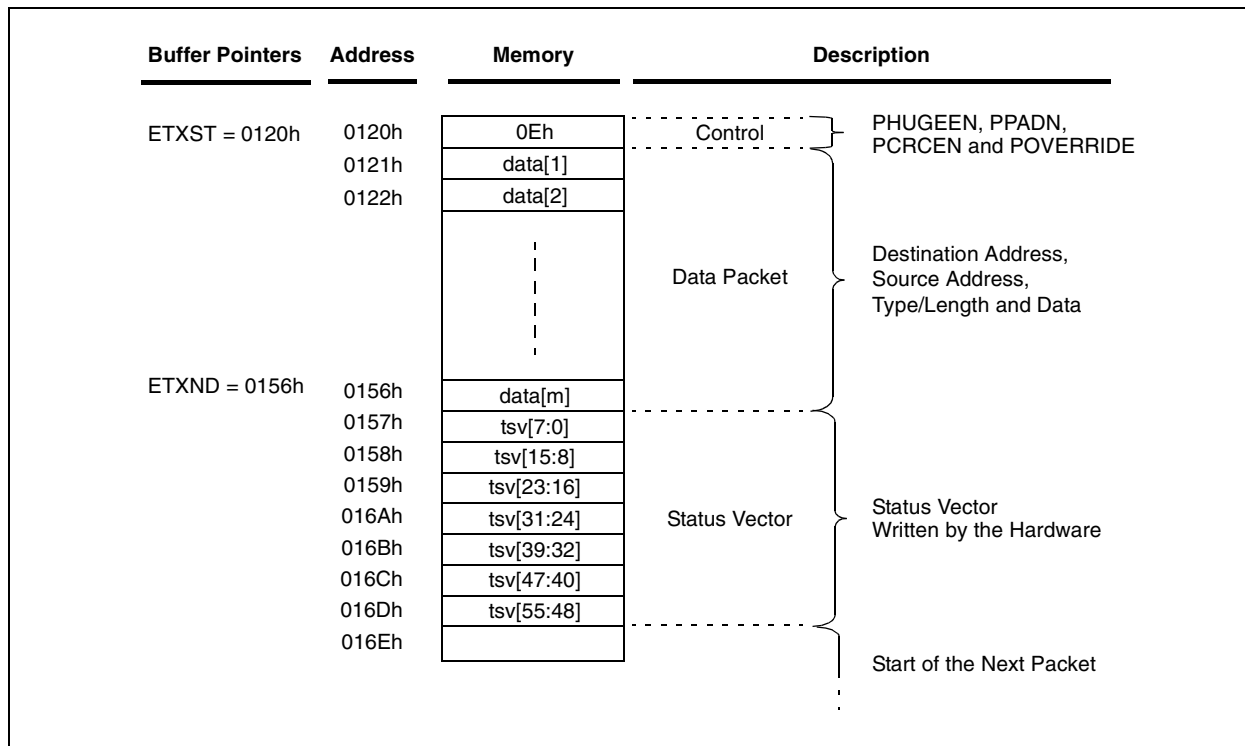 Buffer Pointers Address Memory Description
ETXST = 0120h 0120h 0Eh Control PHUGEEN, PPADN,
PCRCEN and POVERRIDE
0121h data[1]
0122h data[2]
Data Packet Destination Address,
Source Address,
Type/Length and Data
ETXND = 0156h 0156h data[m]
0157h tsv[7:0]
0158h tsv[15:8]
0159h tsv[23:16]
016Ah tsv[31:24] Status Vector Status Vector
Written by the Hardware
016Bh tsv[39:32]
016Ch tsv[47:40]
016Dh tsv[55:48]
016Eh
Start of the Next Packet